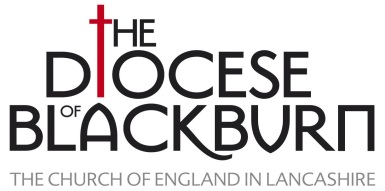 THE
DIOCESE
OF
BLACKBURN
THE CHURCH OF ENGLAND IN LANCASHIRE